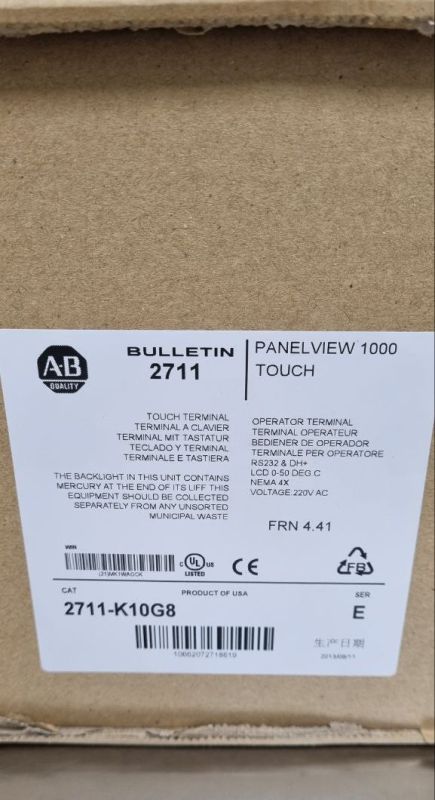 A-B
QUALITY
BULLETIN
2711
PANELVIEW 1000
TOUCH
TOUCH TERMINAL
TERMINAL A CLAVIER
TERMINAL MIT TASTATUR
TECLADO Y TERMINAL
TERMINALE E TASTIERA
THE BACKLIGHT IN THIS UNIT CONTAINS
MERCURY AT THE END OF ITS LIFF THIS
EQUIPMENT SHOULD BE COLLECTED
SEPARATELY FROM ANY UNSORTED
MUNICIPAL WASTE
OPERATOR TERMINAL
TERMINAL OPERATEUR
BEDIENER DE OPERADOR
TERMINALE PER OPERATORE
RS232 & DH+
LCD 0-50 DEG.C
NEMA 4X
VOLTAGE:220V AC
FRN 4.41
WIN
C UL US
LISTED
CE
FB
CAT
PRODUCT OF USA
SER
2711-K10G8
E
10662072718619
生产日期